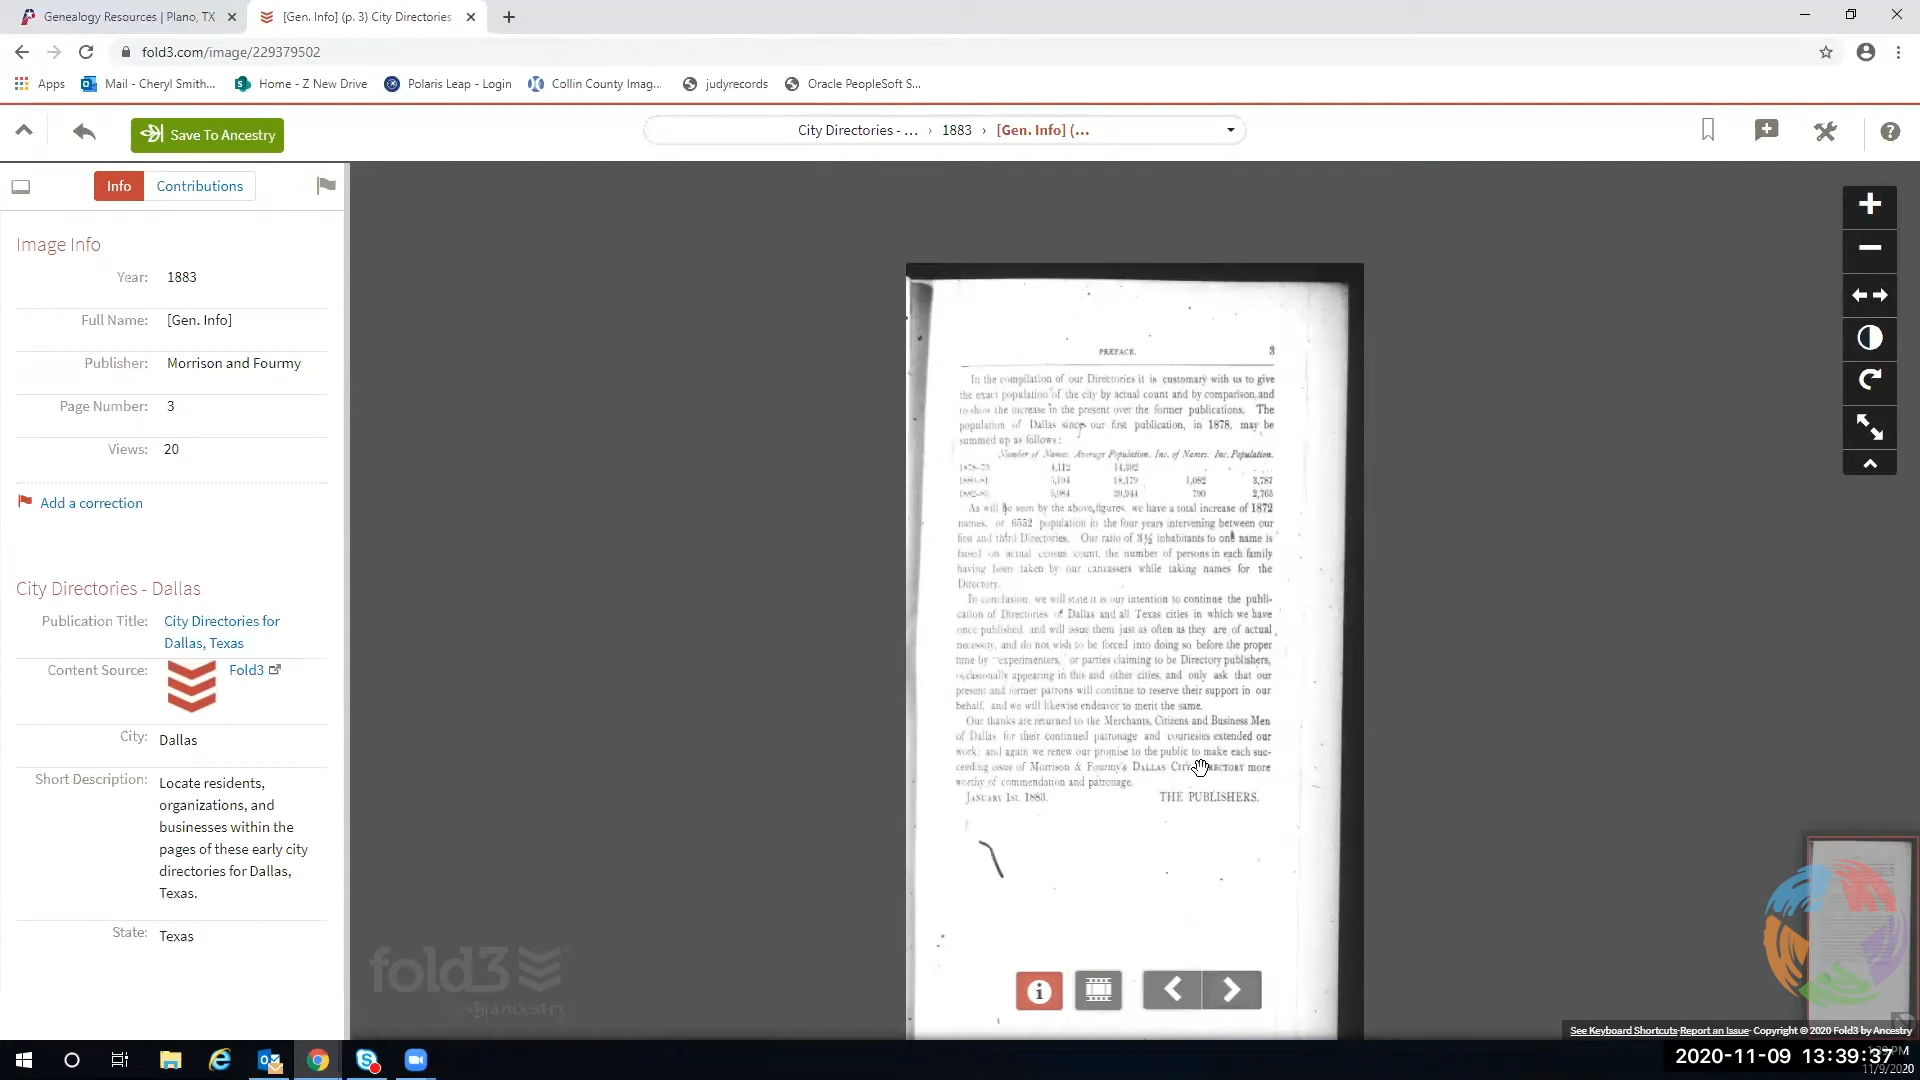 Genealogy Resources | Plano, TX
[Gen. Info] (p. 3) City Directories
fold3.com/image/229379502
Apps
Mail - Cheryl Smith...
Home - Z New Drive
Polaris Leap - Login
Collin County Imag...
judyrecords
Oracle PeopleSoft S...
Save To Ancestry
City Directories - ... › 1883 › [Gen. Info] (...
Info
Contributions
Image Info
Year: 1883
Full Name: [Gen. Info]
Publisher: Morrison and Fourmy
Page Number: 3
Views: 20
Add a correction
City Directories - Dallas
Publication Title: City Directories for
Dallas, Texas
Content Source: Fold3
City: Dallas
Short Description: Locate residents,
organizations, and
businesses within the
pages of these early city
directories for Dallas,
Texas.
State: Texas
PREFACE. 3
In the compilation of our Directories it is customary with us to give
the exact population of the city by actual count and by comparison, and
to show the increase in the present over the former publications. The
population of Dallas since our first publication, in 1878, may be
summed up as follows:
Number of Names. Average Population. Inc. of Names. Inc. Population.
1878-79 4,112 14,392
1880-81 5,194 18,179 1,082 3,787
1882-83 5,984 20,944 790 2,765
As will be seen by the above figures, we have a total increase of 1872
names, or 6552 population in the four years intervening between our
first and third Directories. Our ratio of 3½ inhabitants to one name is
based on actual census count, the number of persons in each family
having been taken by our canvassers while taking names for the
Directory.
In conclusion, we will state it is our intention to continue the publi-
cation of Directories of Dallas and all Texas cities in which we have
once published, and will issue them just as often as they are of actual
necessity, and do not wish to be forced into doing so before the proper
time by "experimenters," or parties claiming to be Directory publishers,
occasionally appearing in this and other cities, and only ask that our
present and former patrons will continue to reserve their support in our
behalf, and we will likewise endeavor to merit the same.
Our thanks are returned to the Merchants, Citizens and Business Men
of Dallas for their continued patronage and courtesies extended our
work; and again we renew our promise to the public to make each suc-
ceeding issue of Morrison & Fourmy's DALLAS CITY DIRECTORY more
worthy of commendation and patronage.
JANUARY 1st, 1883. THE PUBLISHERS.
fold3
ancestry
See Keyboard Shortcuts Report an Issue Copyright © 2020 Fold3 by Ancestry
2020-11-09 13:39:37
11/9/2020